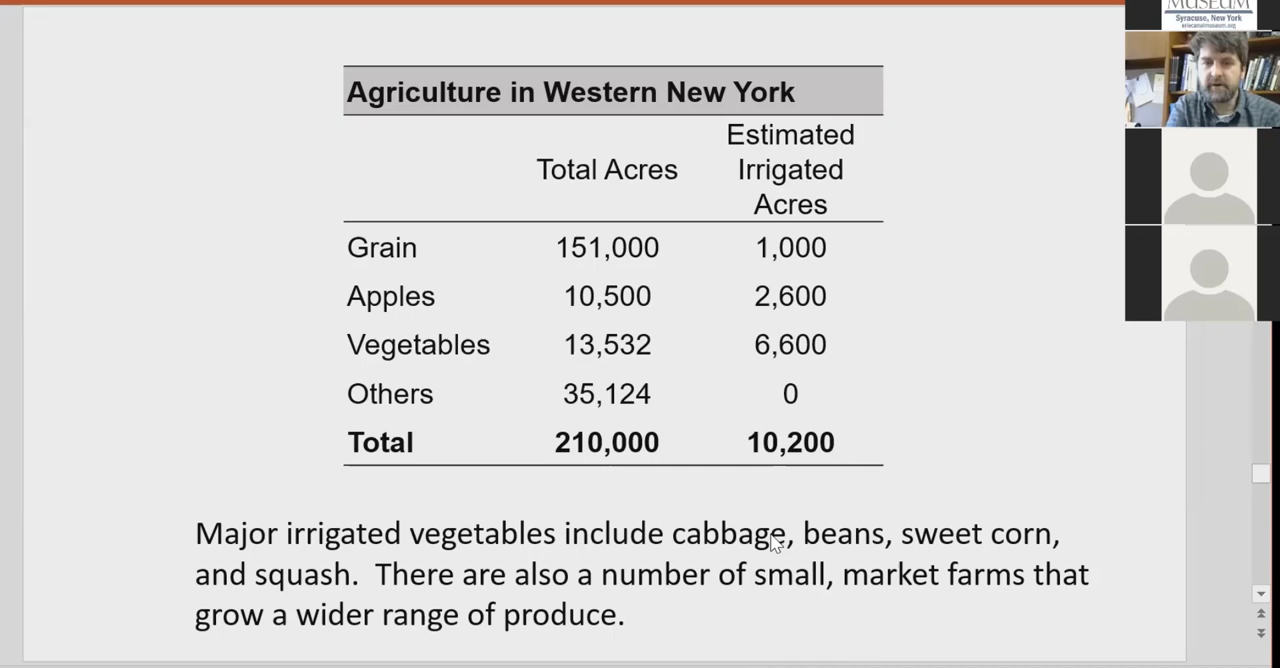 MUSEUM
Syracuse, New York
eriecanalmuseum.org
Agriculture in Western New York
Total Acres Estimated Irrigated Acres
Grain 151,000 1,000
Apples 10,500 2,600
Vegetables 13,532 6,600
Others 35,124 0
Total 210,000 10,200
Major irrigated vegetables include cabbage, beans, sweet corn,
and squash. There are also a number of small, market farms that
grow a wider range of produce.